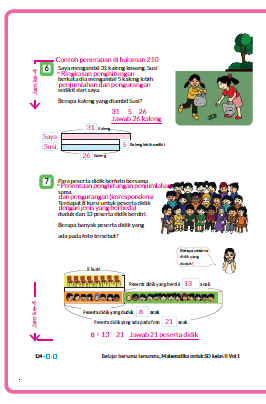 Contoh penerapan di halaman 210
6 Saya mengambil 31 kaleng kosong. Susi
* Ringkasan penghitungan
berkata dia mengambil 5 kaleng lebih
penjumlahan dan pengurangan
sedikit dari saya.
Jam ke-4
Berapa kaleng yang diambil Susi?
31 5 26
Jawab 26 kaleng
31 Kaleng
Saya
Susi
5 Kaleng lebih sedikit
26 Kaleng
7 Para peserta didik berfoto bersama
* Penentuan penghitungan penjumlahan
sama.
dan pengurangan (korespondensi
Terdapat 8 kursi untuk peserta didik
dengan jenis yang berbeda)
duduk dan 13 peserta didik berdiri.
Berapa banyak peserta didik yang
ada pada foto tersebut?
Berapa peserta
didik yang
duduk?
8 kursi
Peserta didik yang berdiri 13 anak
Peserta didik yang duduk 8 anak
Peserta didik yang ada pada foto 21 anak
Jam ke-4
8 + 13 21 Jawab 21 peserta didik
Belajar bersama temanmu, Matematika untuk SD kelas II Vol 1